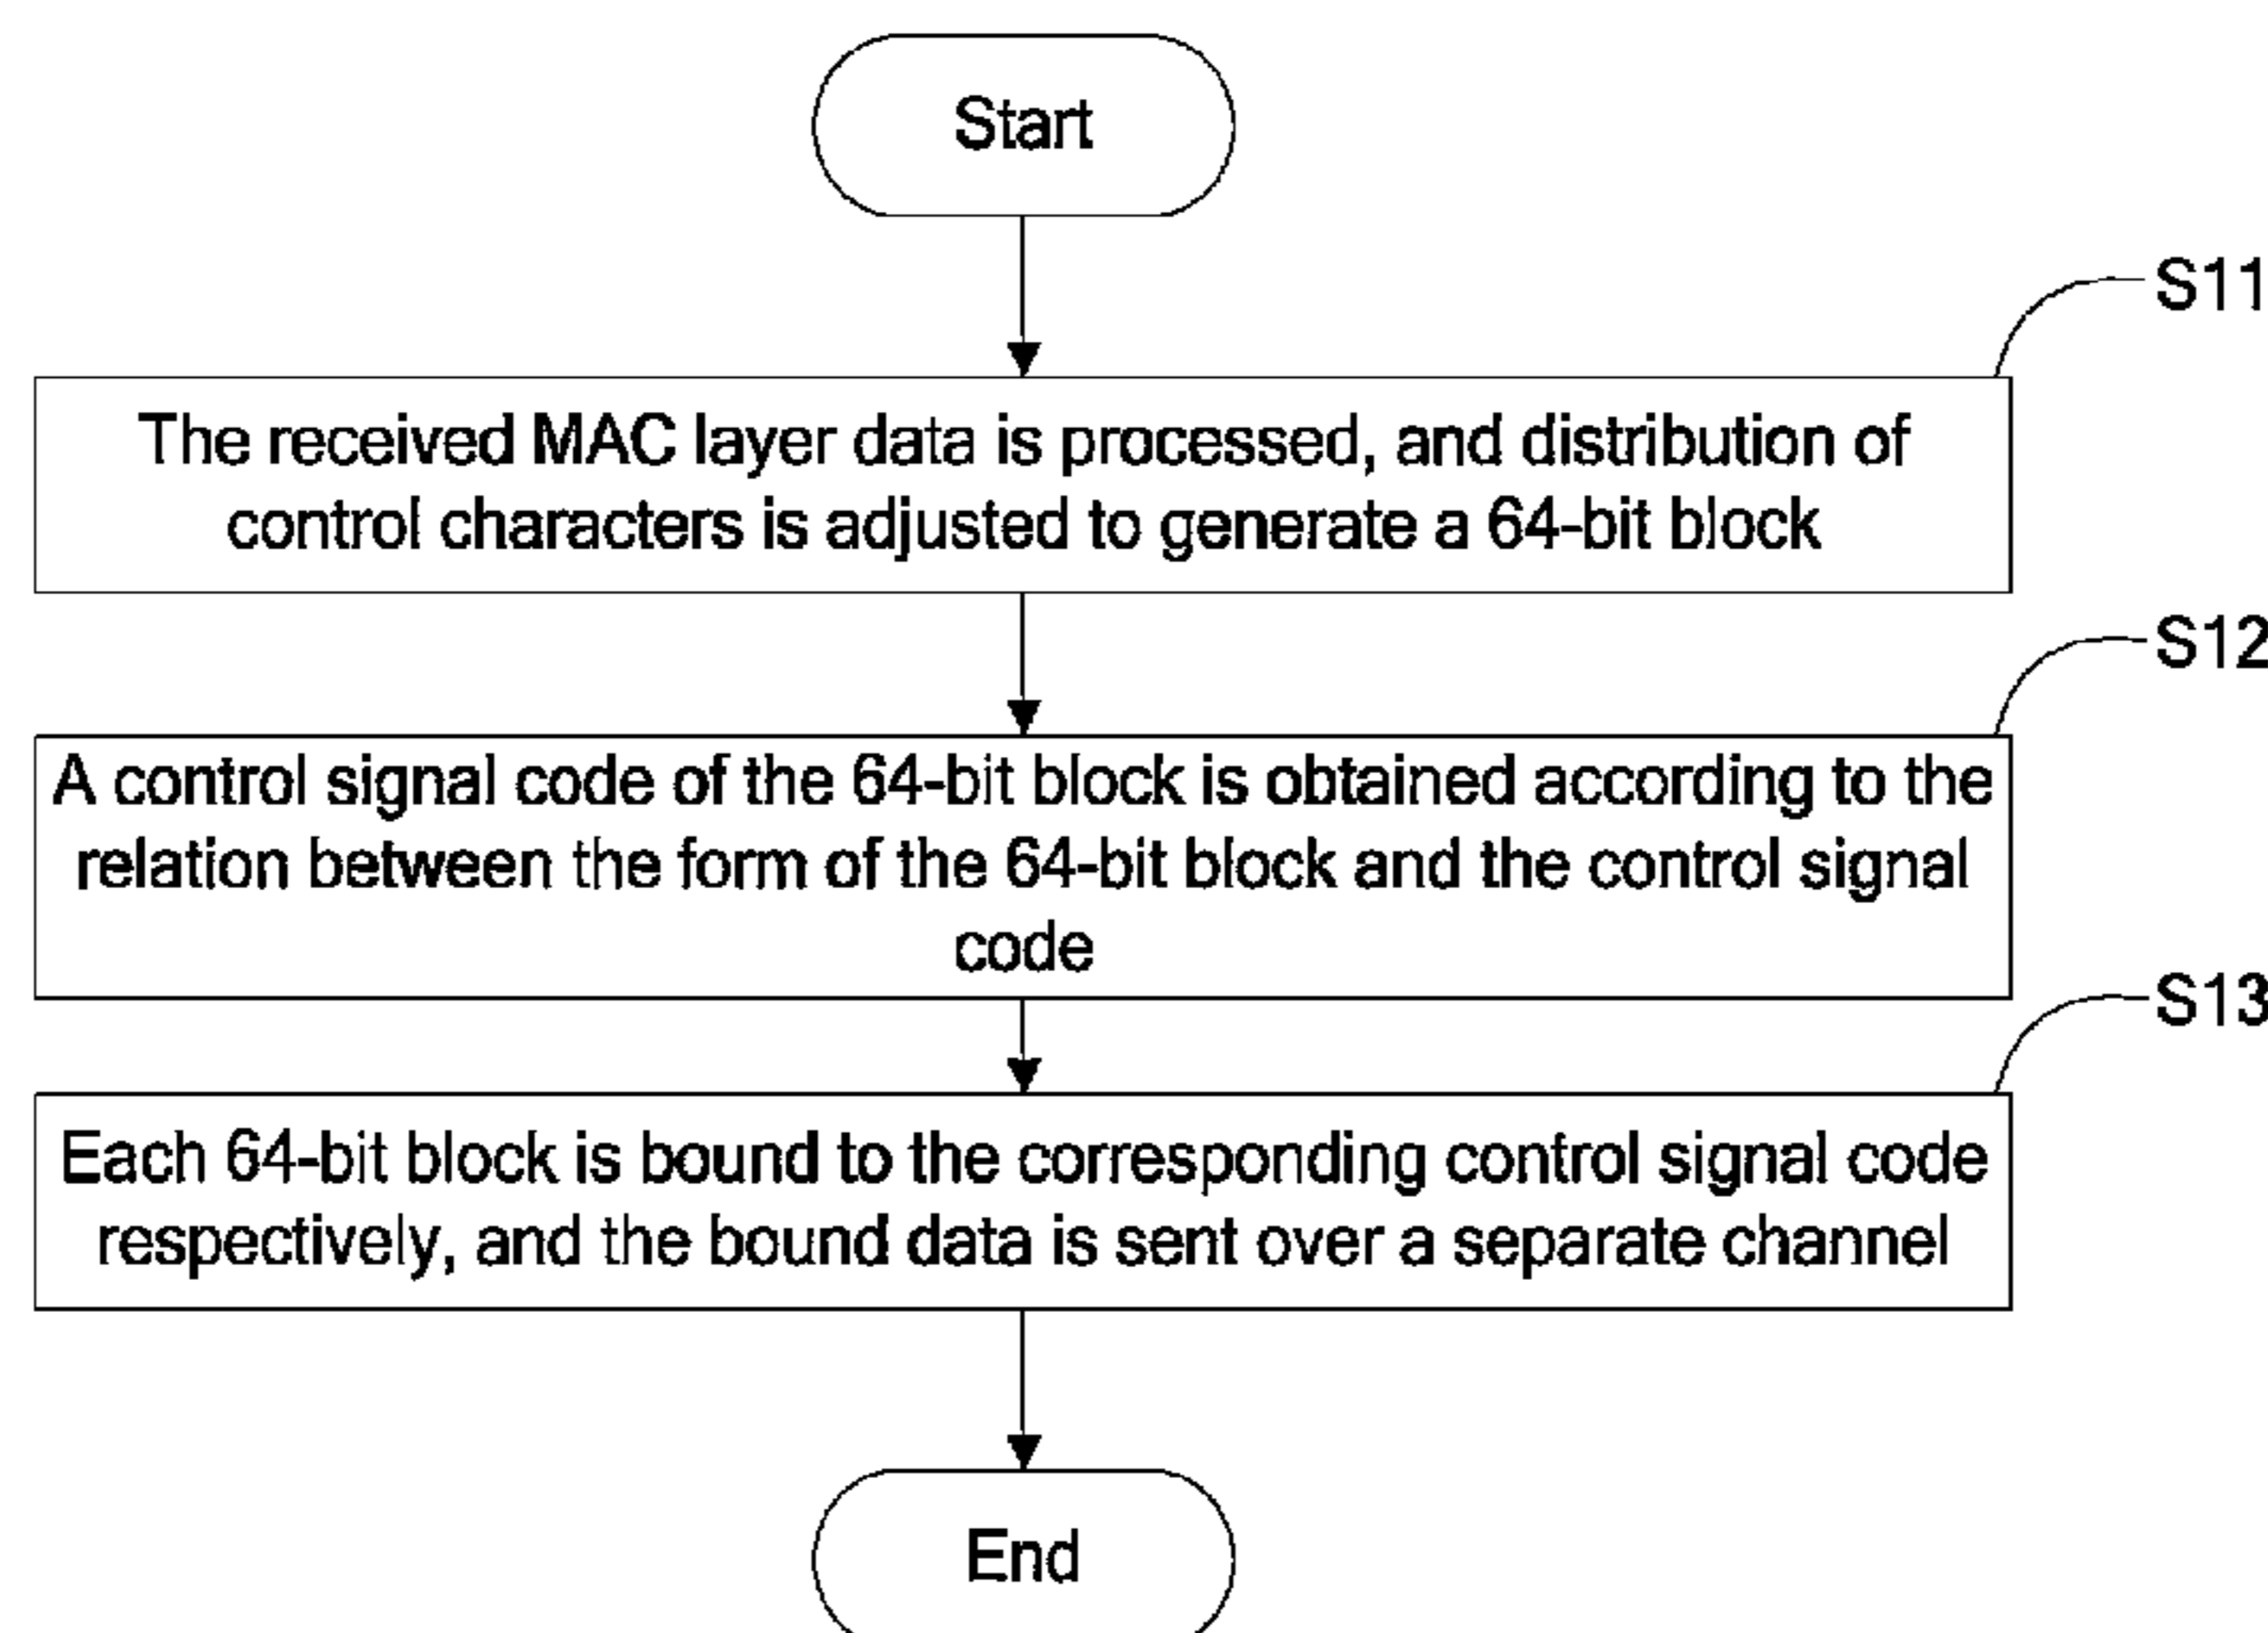 Start
S11
The received MAC layer data is processed, and distribution of
control characters is adjusted to generate a 64-bit block
S12
A control signal code of the 64-bit block is obtained according to the
relation between the form of the 64-bit block and the control signal
code
S13
Each 64-bit block is bound to the corresponding control signal code
respectively, and the bound data is sent over a separate channel
End